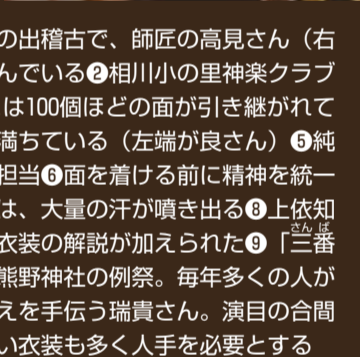 の出稽古で、師匠の高見さん（右
んでいる❷相川小の里神楽クラブ
は100個ほどの面が引き継がれて
満ちている（左端が良さん）❺純
担当❻面を着ける前に精神を統一
は、大量の汗が噴き出る❽上依知
衣装の解説が加えられた❾「三番
さん ば
熊野神社の例祭。毎年多くの人が
えを手伝う瑞貴さん。演目の合間
い衣装も多く人手を必要とする